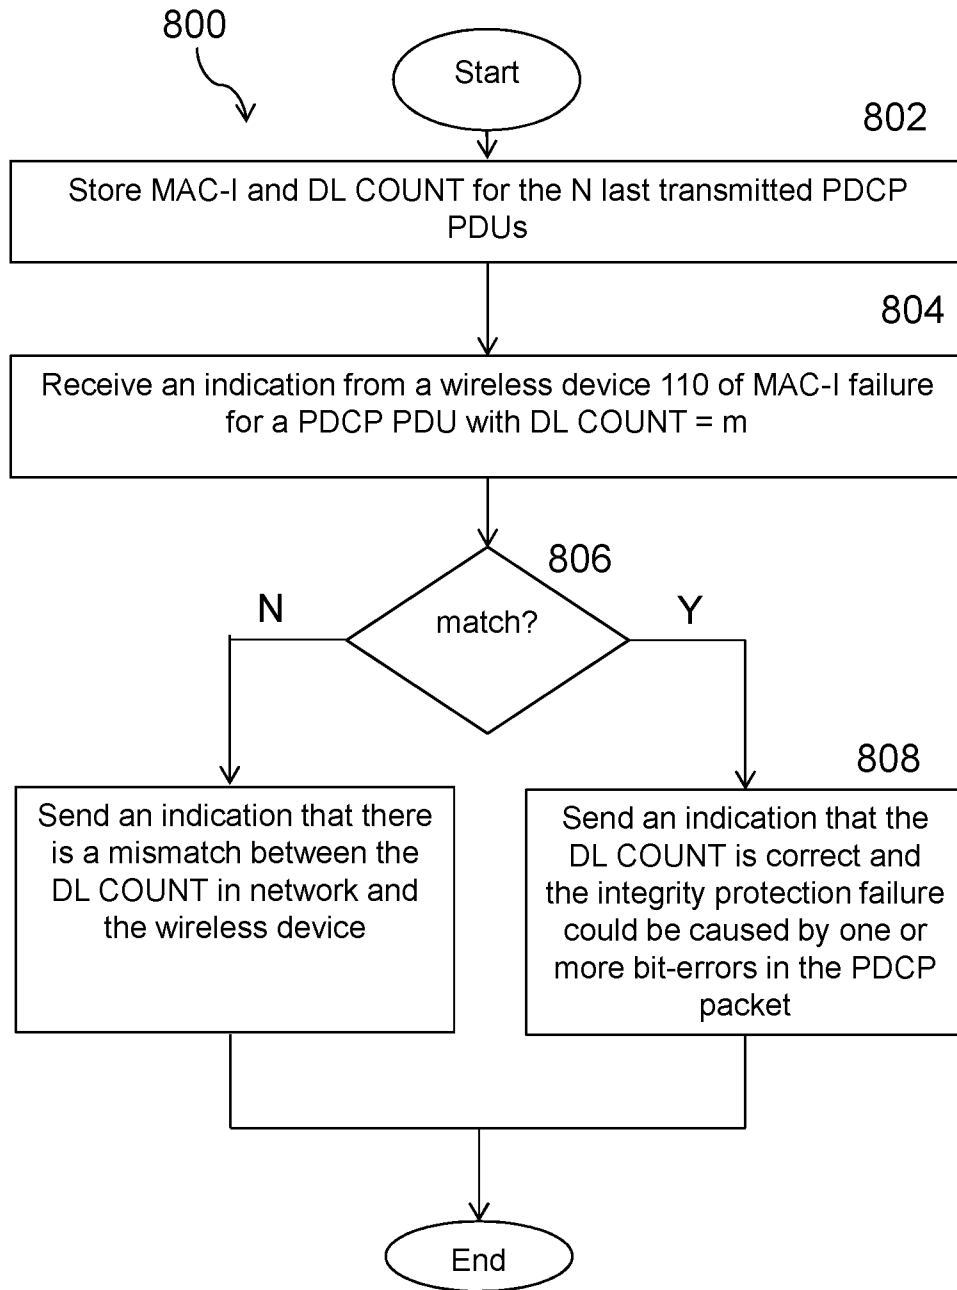 800
Start
802
Store MAC-I and DL COUNT for the N last transmitted PDCP
PDUs
804
Receive an indication from a wireless device 110 of MAC-I failure
for a PDCP PDU with DL COUNT = m
806
N
match?
Y
808
Send an indication that there
is a mismatch between the
DL COUNT in network and
the wireless device
Send an indication that the
DL COUNT is correct and
the integrity protection failure
could be caused by one or
more bit-errors in the PDCP
packet
End